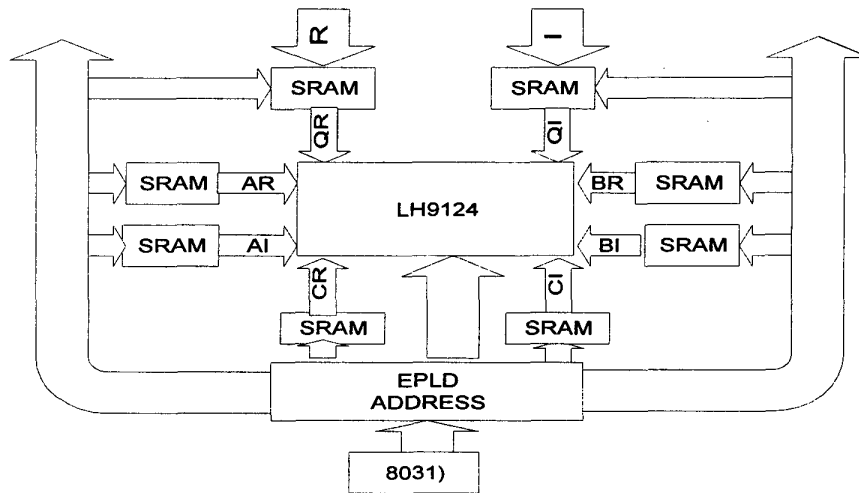 R
I
SRAM
SRAM
QR
QI
SRAM
AR
BR
SRAM
LH9124
SRAM
AI
BI
SRAM
CR
CI
SRAM
SRAM
EPLD
ADDRESS
8031)